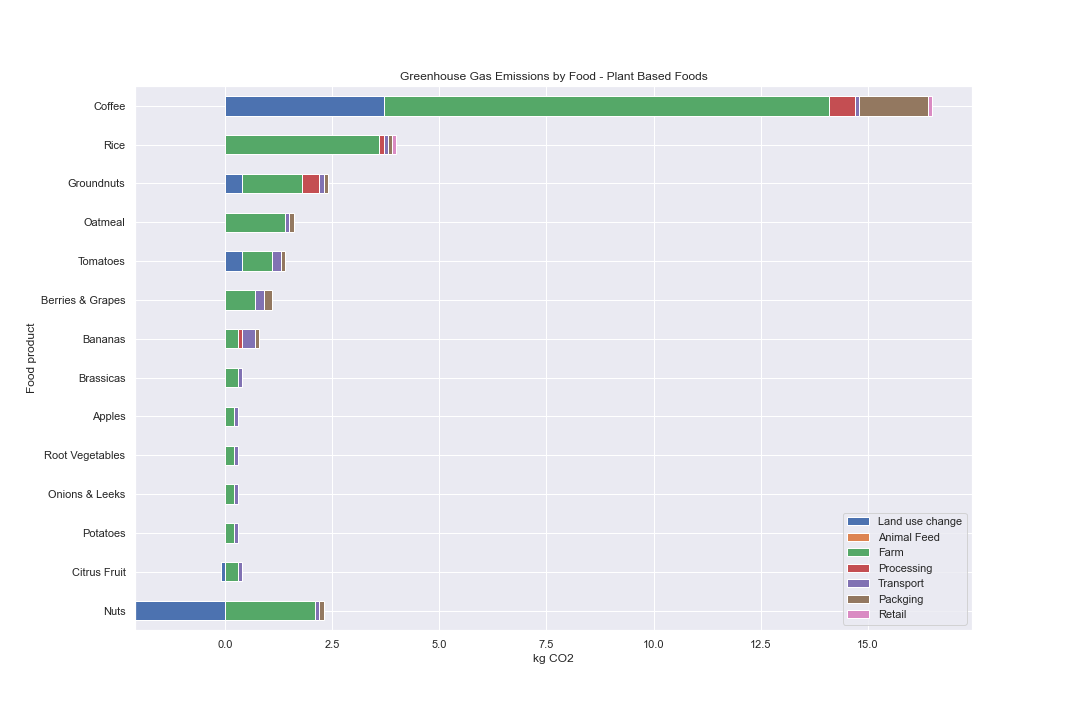 Greenhouse Gas Emissions by Food - Plant Based Foods
Food product
Coffee
Rice
Groundnuts
Oatmeal
Tomatoes
Berries & Grapes
Bananas
Brassicas
Apples
Root Vegetables
Onions & Leeks
Potatoes
Citrus Fruit
Nuts
Land use change
Animal Feed
Farm
Processing
Transport
Packging
Retail
0.0 2.5 5.0 7.5 10.0 12.5 15.0
kg CO2